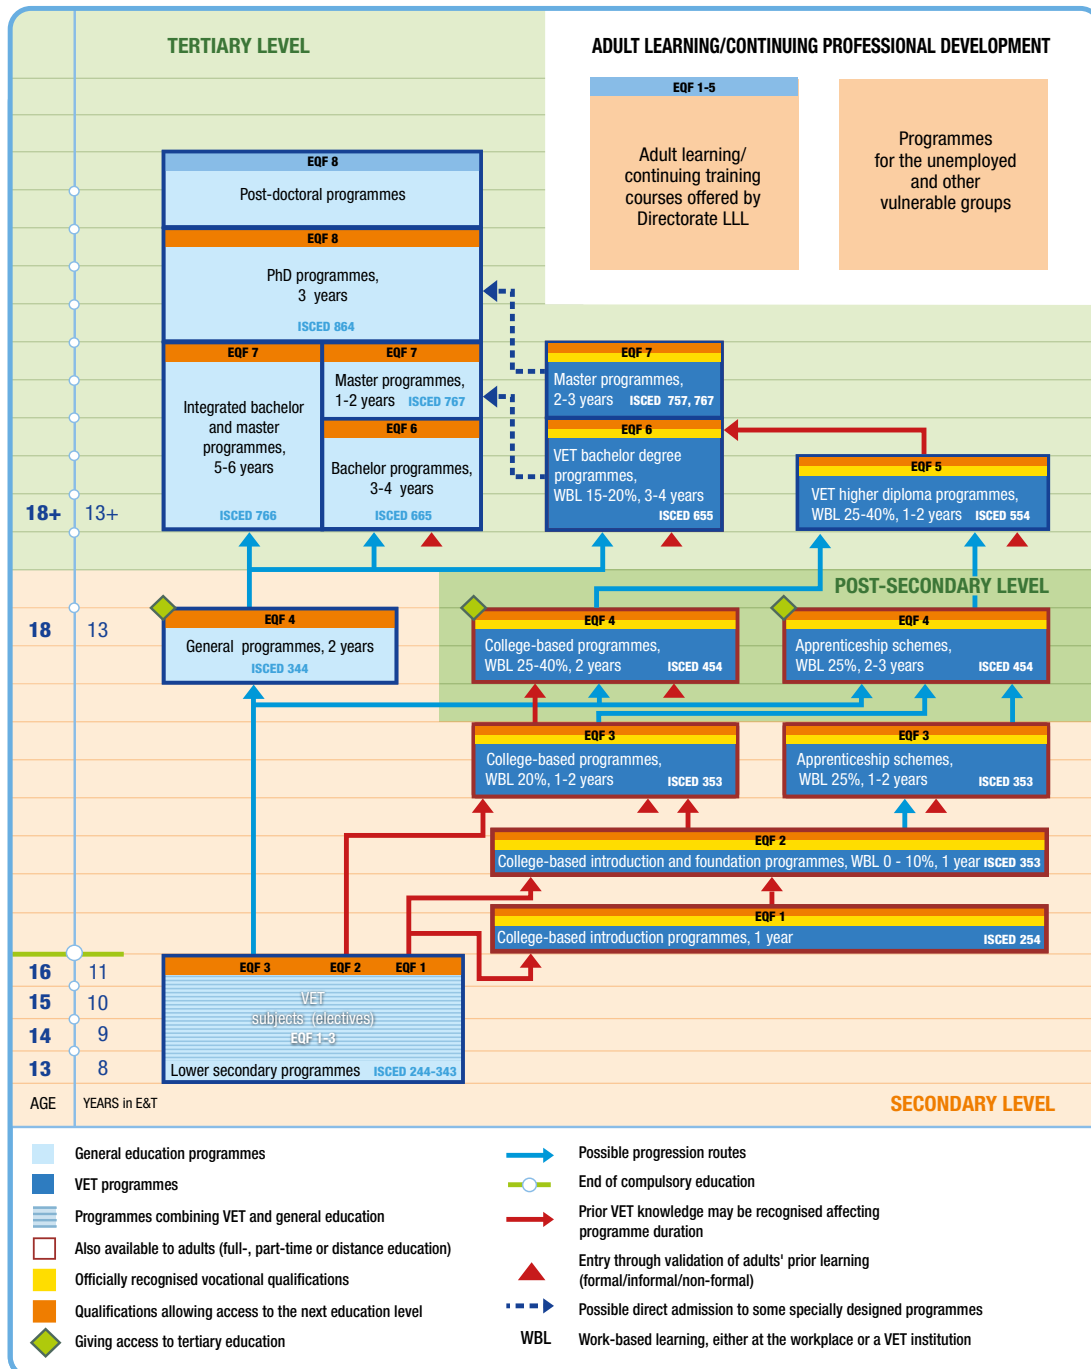 TERTIARY LEVEL
ADULT LEARNING/CONTINUING PROFESSIONAL DEVELOPMENT
EQF 1-5
Adult learning/
continuing training
courses offered by
Directorate LLL
Programmes
for the unemployed
and other
vulnerable groups
EQF 8
Post-doctoral programmes
EQF 8
PhD programmes,
3 years
ISCED 864
EQF 7
Integrated bachelor
and master
programmes,
5-6 years
ISCED 766
EQF 7
Master programmes,
1-2 years ISCED 767
EQF 6
Bachelor programmes,
3-4 years
ISCED 665
EQF 7
Master programmes,
2-3 years ISCED 757, 767
EQF 6
VET bachelor degree
programmes,
WBL 15-20%, 3-4 years
ISCED 655
EQF 5
VET higher diploma programmes,
WBL 25-40%, 1-2 years ISCED 554
18+ 13+
POST-SECONDARY LEVEL
18 13
EQF 4
General programmes, 2 years
ISCED 344
EQF 4
College-based programmes,
WBL 25-40%, 2 years ISCED 454
EQF 4
Apprenticeship schemes,
WBL 25%, 2-3 years ISCED 454
EQF 3
College-based programmes,
WBL 20%, 1-2 years ISCED 353
EQF 3
Apprenticeship schemes,
WBL 25%, 1-2 years ISCED 353
EQF 2
College-based introduction and foundation programmes, WBL 0 - 10%, 1 year ISCED 353
EQF 1
College-based introduction programmes, 1 year ISCED 254
16 11
15 10
14 9
13 8
EQF 3 EQF 2 EQF 1
VET
subjects (electives)
EQF 1-3
Lower secondary programmes ISCED 244-343
AGE YEARS in E&T
SECONDARY LEVEL
General education programmes
VET programmes
Programmes combining VET and general education
Also available to adults (full-, part-time or distance education)
Officially recognised vocational qualifications
Qualifications allowing access to the next education level
Giving access to tertiary education
Possible progression routes
End of compulsory education
Prior VET knowledge may be recognised affecting
programme duration
Entry through validation of adults' prior learning
(formal/informal/non-formal)
Possible direct admission to some specially designed programmes
WBL Work-based learning, either at the workplace or a VET institution